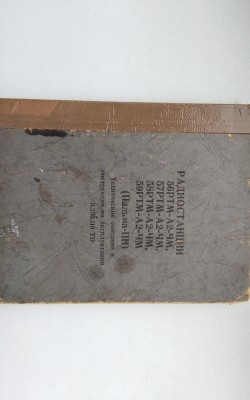 РАДИОСТАНЦИИ
56РТМ-А2-ЧМ,
57РТМ-А2-ЧМ,
58РТМ-А2-ЧМ,
59РТМ-А2-ЧМ
(Пальма-ПН)
Техническое описание и
инструкция по эксплуатации